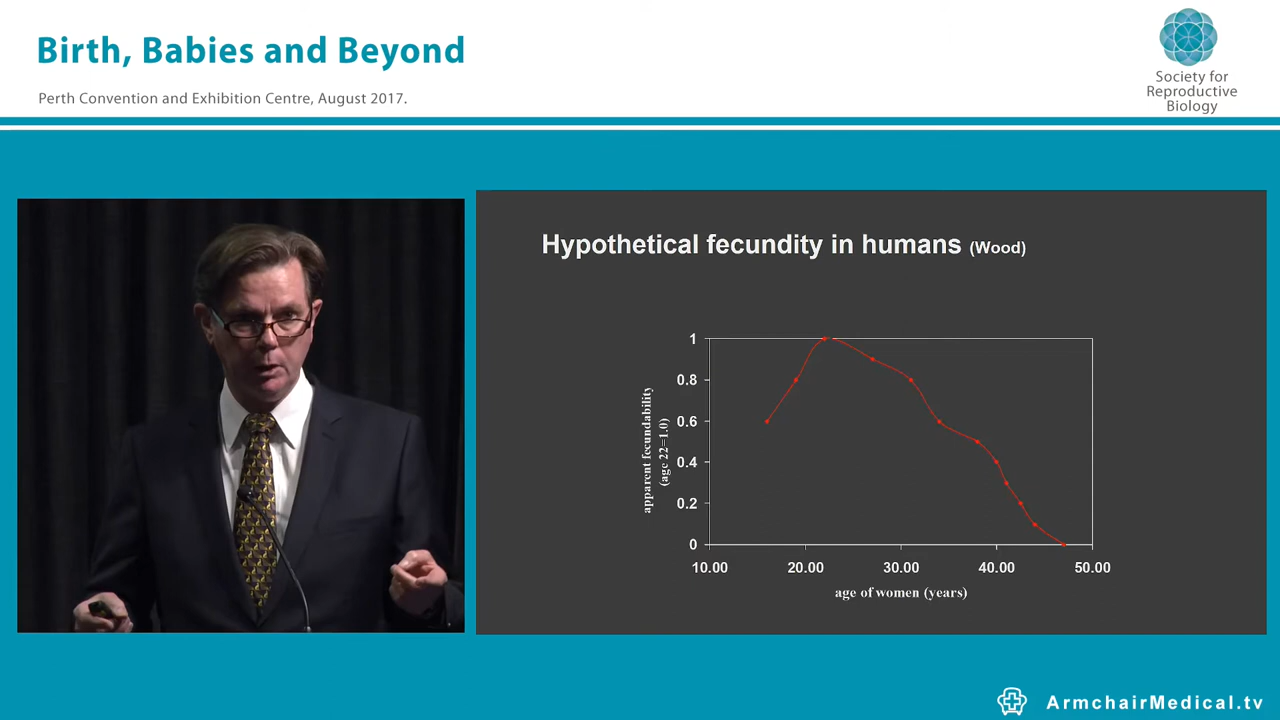 Birth, Babies and Beyond
Perth Convention and Exhibition Centre, August 2017.
Society for
Reproductive
Biology
Hypothetical fecundity in humans (Wood)
apparent fecundability
(age 22=1.0)
1
0.8
0.6
0.4
0.2
0
10.00 20.00 30.00 40.00 50.00
age of women (years)
ArmchairMedical.tv